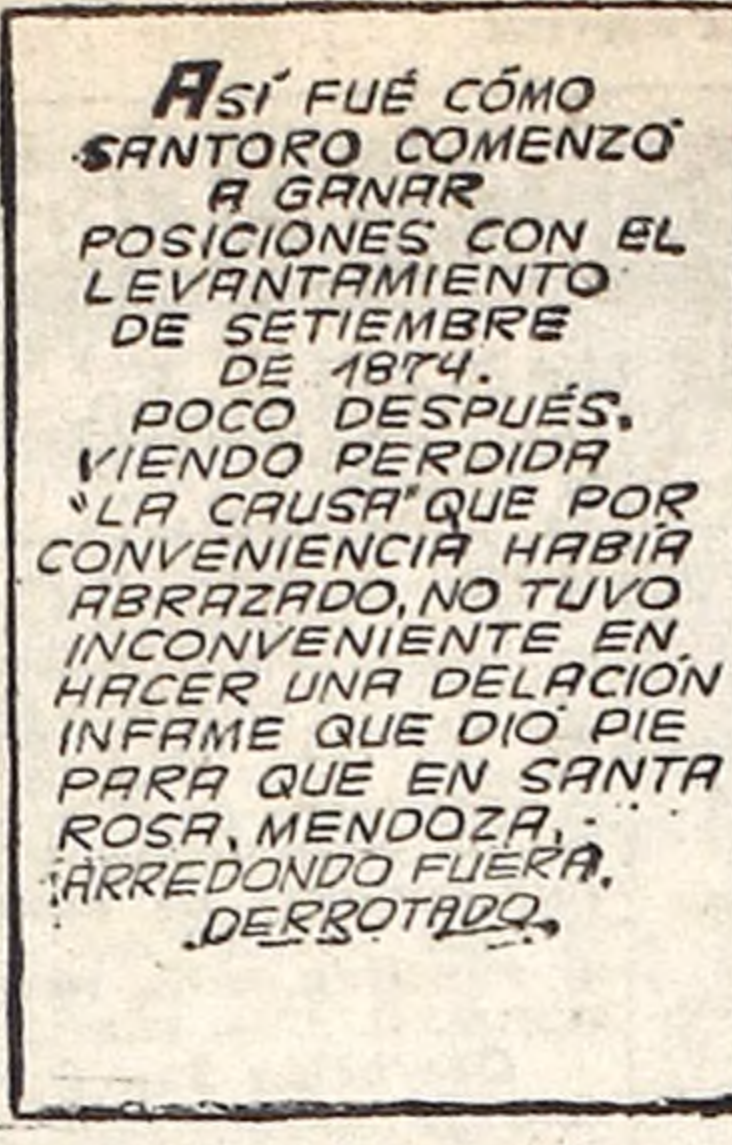 ASÍ FUÉ CÓMO
SANTORO COMENZÓ
A GANAR
POSICIONES CON EL
LEVANTAMIENTO
DE SETIEMBRE
DE 1874.
POCO DESPUÉS,
VIENDO PERDIDA
"LA CAUSA" QUE POR
CONVENIENCIA HABÍA
ABRAZADO, NO TUVO
INCONVENIENTE EN
HACER UNA DELACIÓN
INFAME QUE DIÓ PIE
PARA QUE EN SANTA
ROSA, MENDOZA,
ARREDONDO FUERA
DERROTADO.